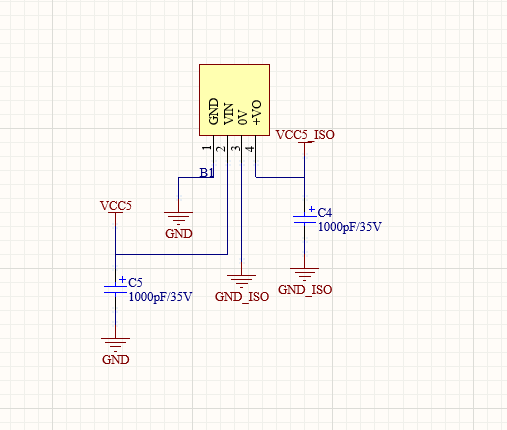 GND
VIN
0V
+VO
1
2
3
4
B1
VCC5_ISO
+
C4
1000pF/35V
VCC5
GND
+
C5
1000pF/35V
GND_ISO
GND_ISO
GND